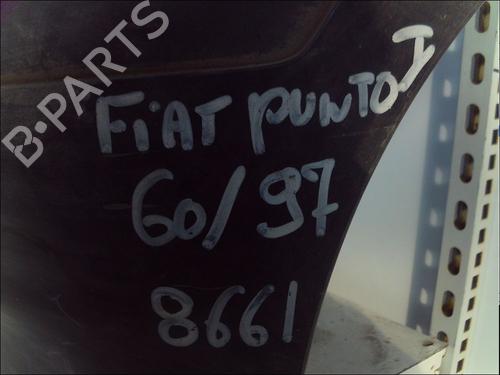 B-PARTS
FiAT PUNTO I
60/97
8661